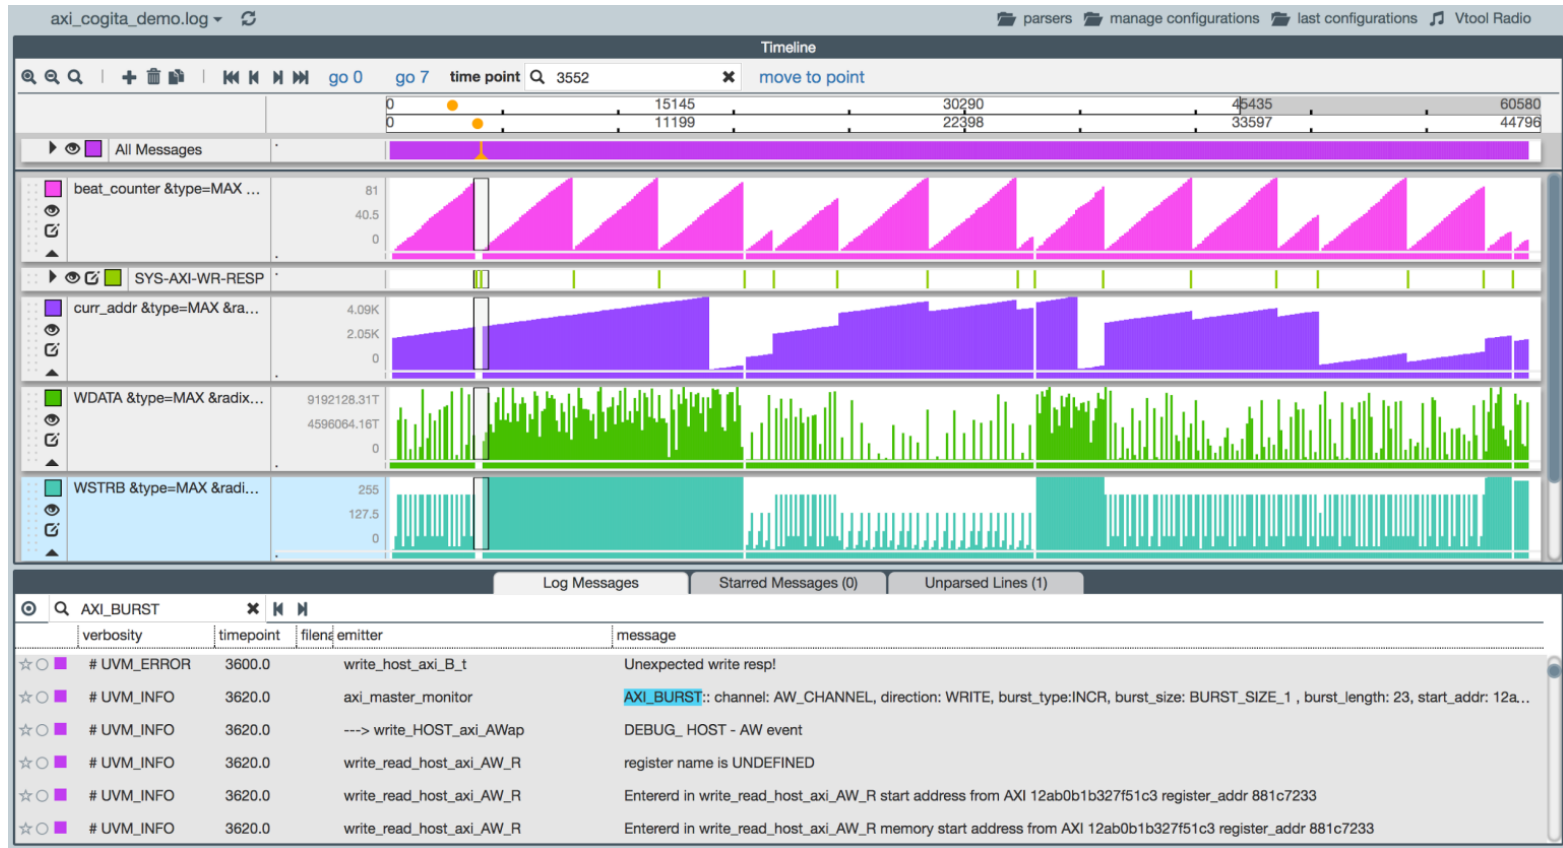 axi_cogita_demo.log
parsers manage configurations last configurations Vtool Radio
Timeline
go 0 go 7 time point 3552 move to point
0 15145 30290 45435 60580
0 11199 22398 33597 44796
All Messages
beat_counter &type=MAX ... 81
40.5
0
SYS-AXI-WR-RESP
curr_addr &type=MAX &ra... 4.09K
2.05K
0
WDATA &type=MAX &radix... 9192128.31T
4596064.16T
0
WSTRB &type=MAX &radi... 255
127.5
0
Log Messages Starred Messages (0) Unparsed Lines (1)
AXI_BURST
verbosity timepoint filena emitter message
# UVM_ERROR 3600.0 write_host_axi_B_t Unexpected write resp!
# UVM_INFO 3620.0 axi_master_monitor AXI_BURST:: channel: AW_CHANNEL, direction: WRITE, burst_type:INCR, burst_size: BURST_SIZE_1 , burst_length: 23, start_addr: 12a...
# UVM_INFO 3620.0 ---> write_HOST_axi_AWap DEBUG_ HOST - AW event
# UVM_INFO 3620.0 write_read_host_axi_AW_R register name is UNDEFINED
# UVM_INFO 3620.0 write_read_host_axi_AW_R Entererd in write_read_host_axi_AW_R start address from AXI 12ab0b1b327f51c3 register_addr 881c7233
# UVM_INFO 3620.0 write_read_host_axi_AW_R Entererd in write_read_host_axi_AW_R memory start address from AXI 12ab0b1b327f51c3 register_addr 881c7233